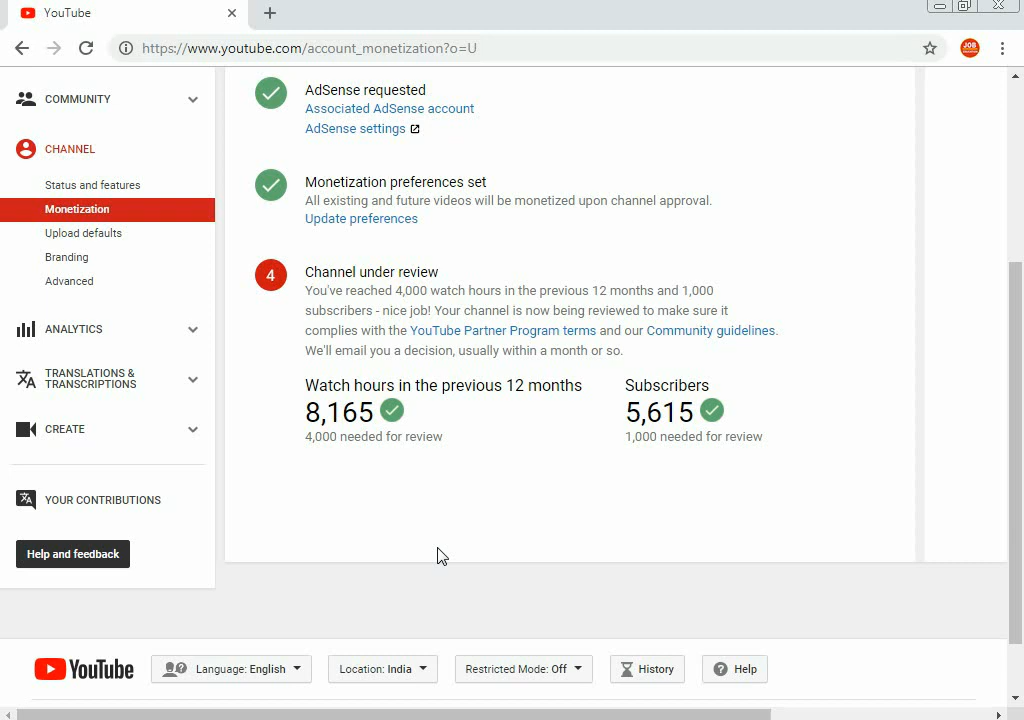 YouTube
https://www.youtube.com/account_monetization?o=U
JOB
COMMUNITY
CHANNEL
Status and features
Monetization
Upload defaults
Branding
Advanced
ANALYTICS
TRANSLATIONS &
TRANSCRIPTIONS
CREATE
YOUR CONTRIBUTIONS
Help and feedback
AdSense requested
Associated AdSense account
AdSense settings
Monetization preferences set
All existing and future videos will be monetized upon channel approval.
Update preferences
4
Channel under review
You've reached 4,000 watch hours in the previous 12 months and 1,000
subscribers - nice job! Your channel is now being reviewed to make sure it
complies with the YouTube Partner Program terms and our Community guidelines.
We'll email you a decision, usually within a month or so.
Watch hours in the previous 12 months
8,165
4,000 needed for review
Subscribers
5,615
1,000 needed for review
YouTube
Language: English
Location: India
Restricted Mode: Off
History
Help